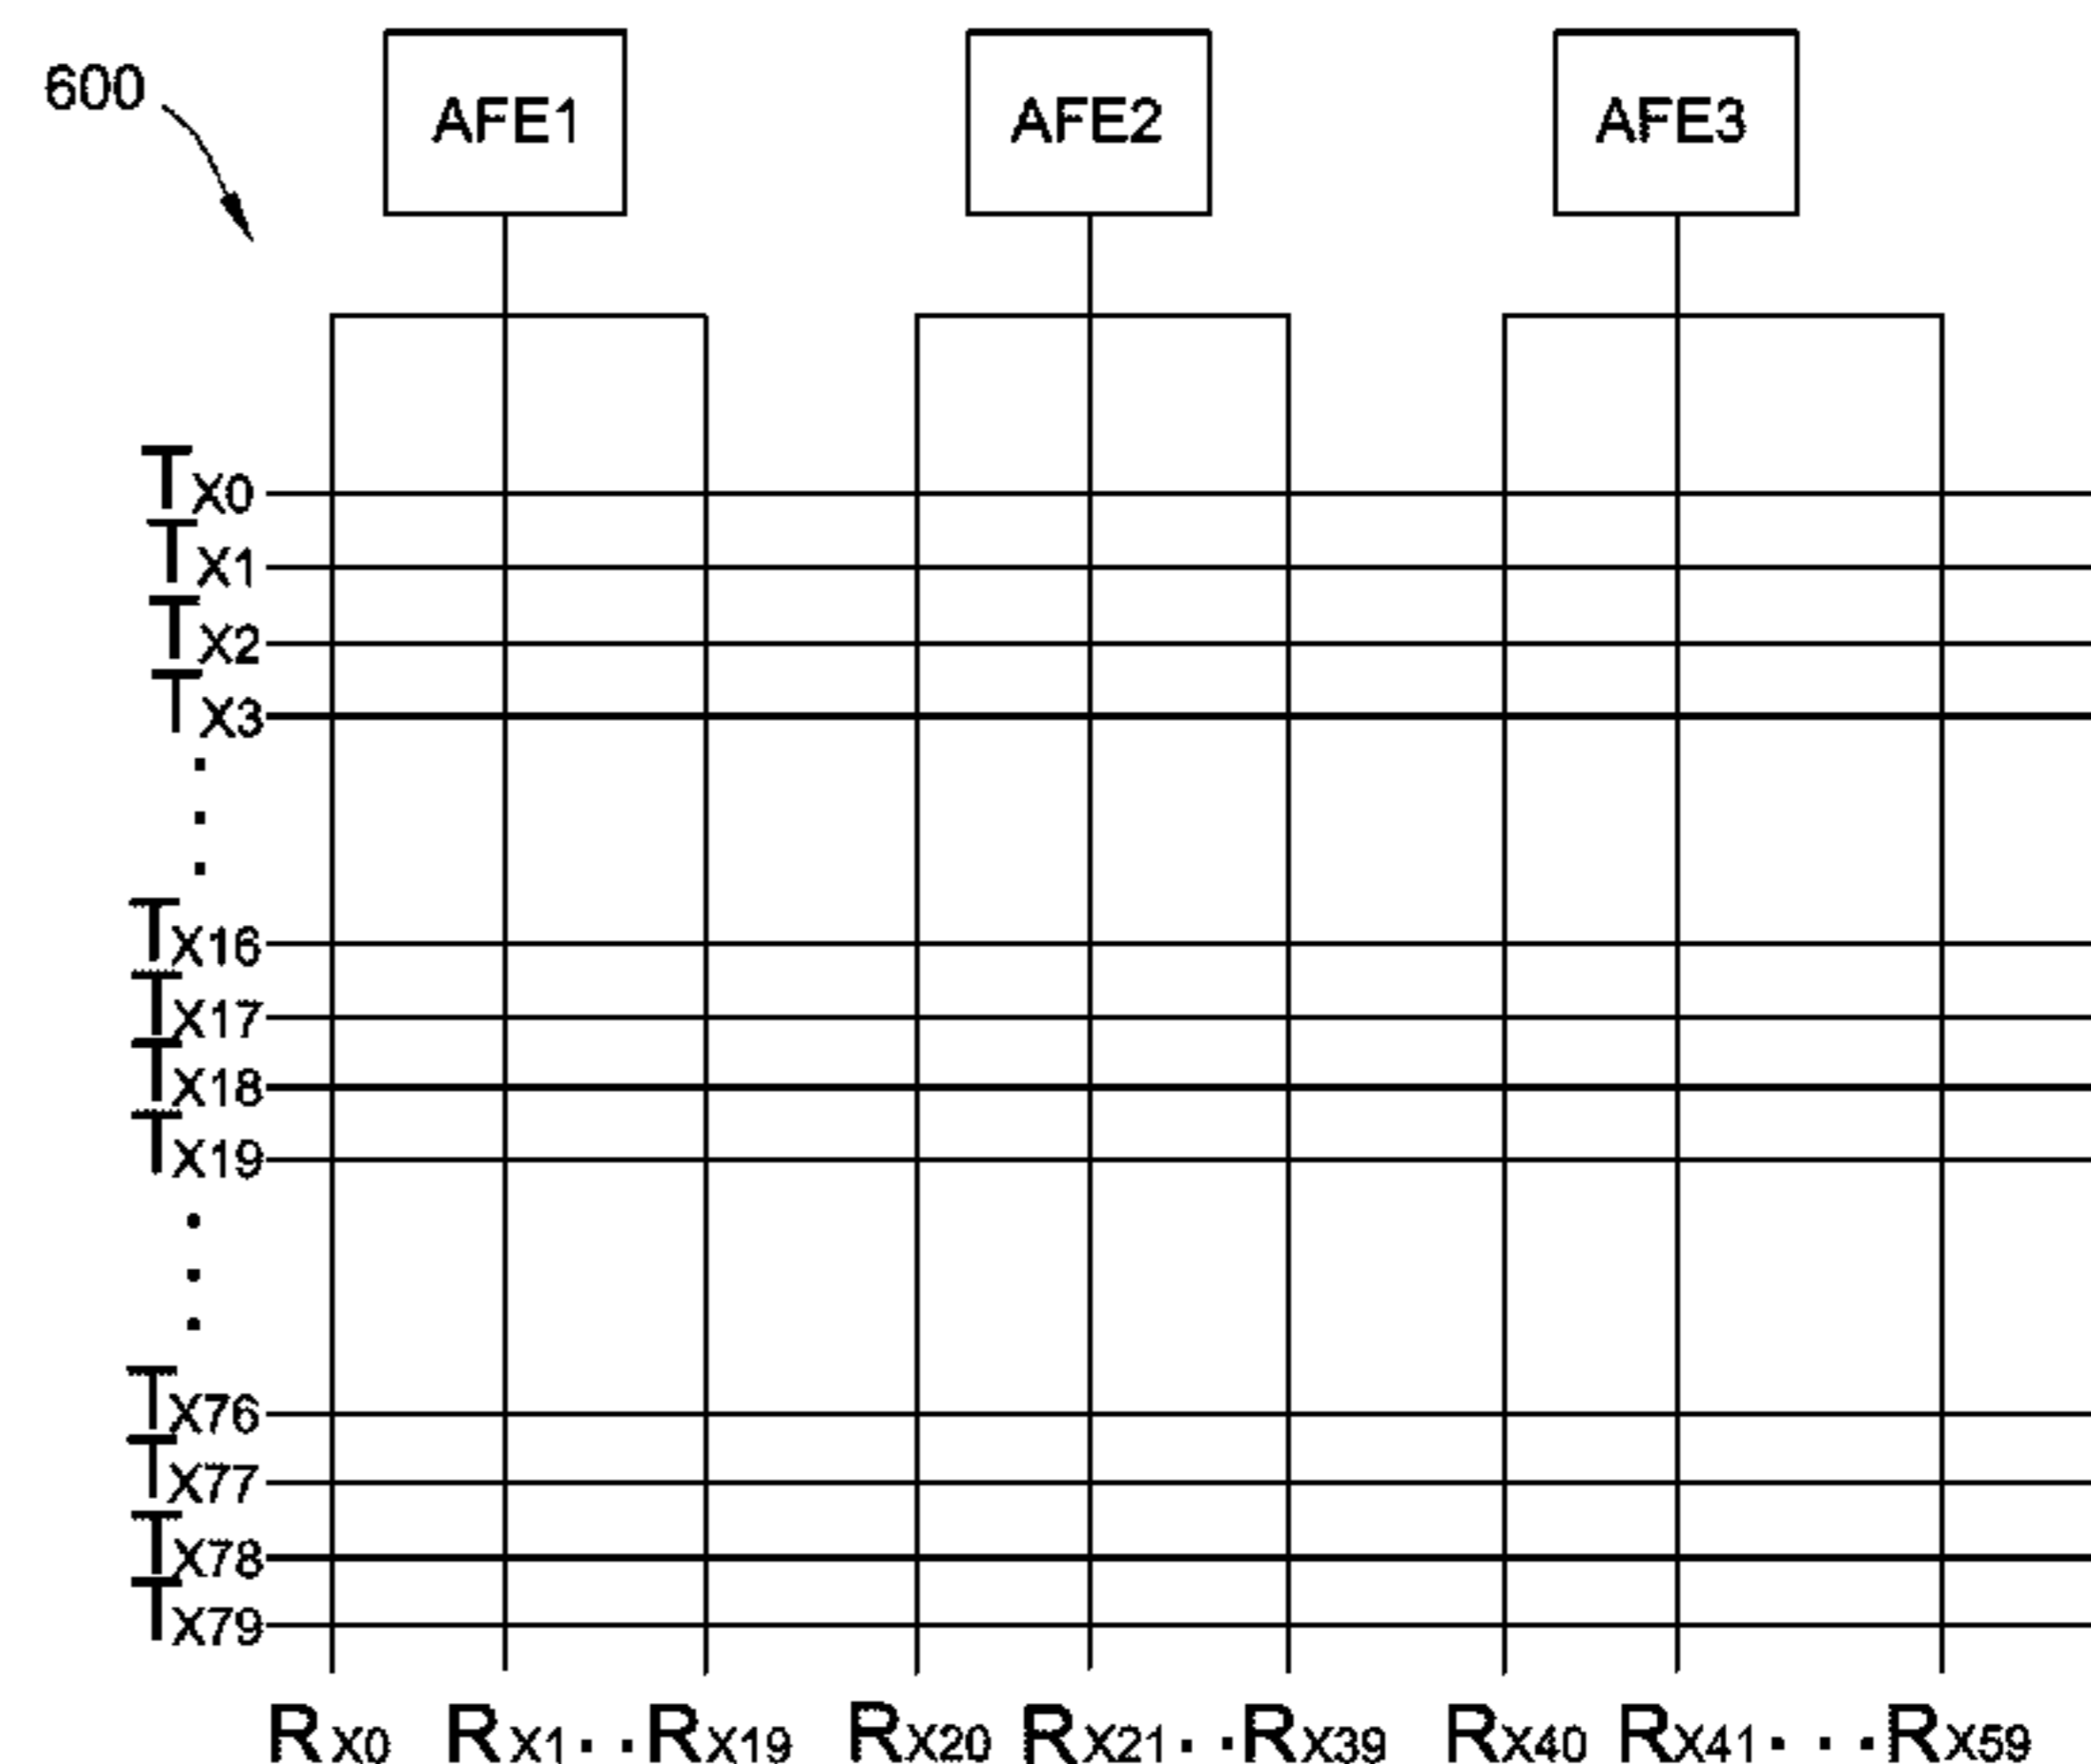 600
AFE1 AFE2 AFE3
TX0
TX1
TX2
TX3
.
.
.
TX16
TX17
TX18
TX19
.
.
.
TX76
TX77
TX78
TX79
RX0 RX1 . . RX19 RX20 RX21 . . RX39 RX40 RX41 . . . RX59